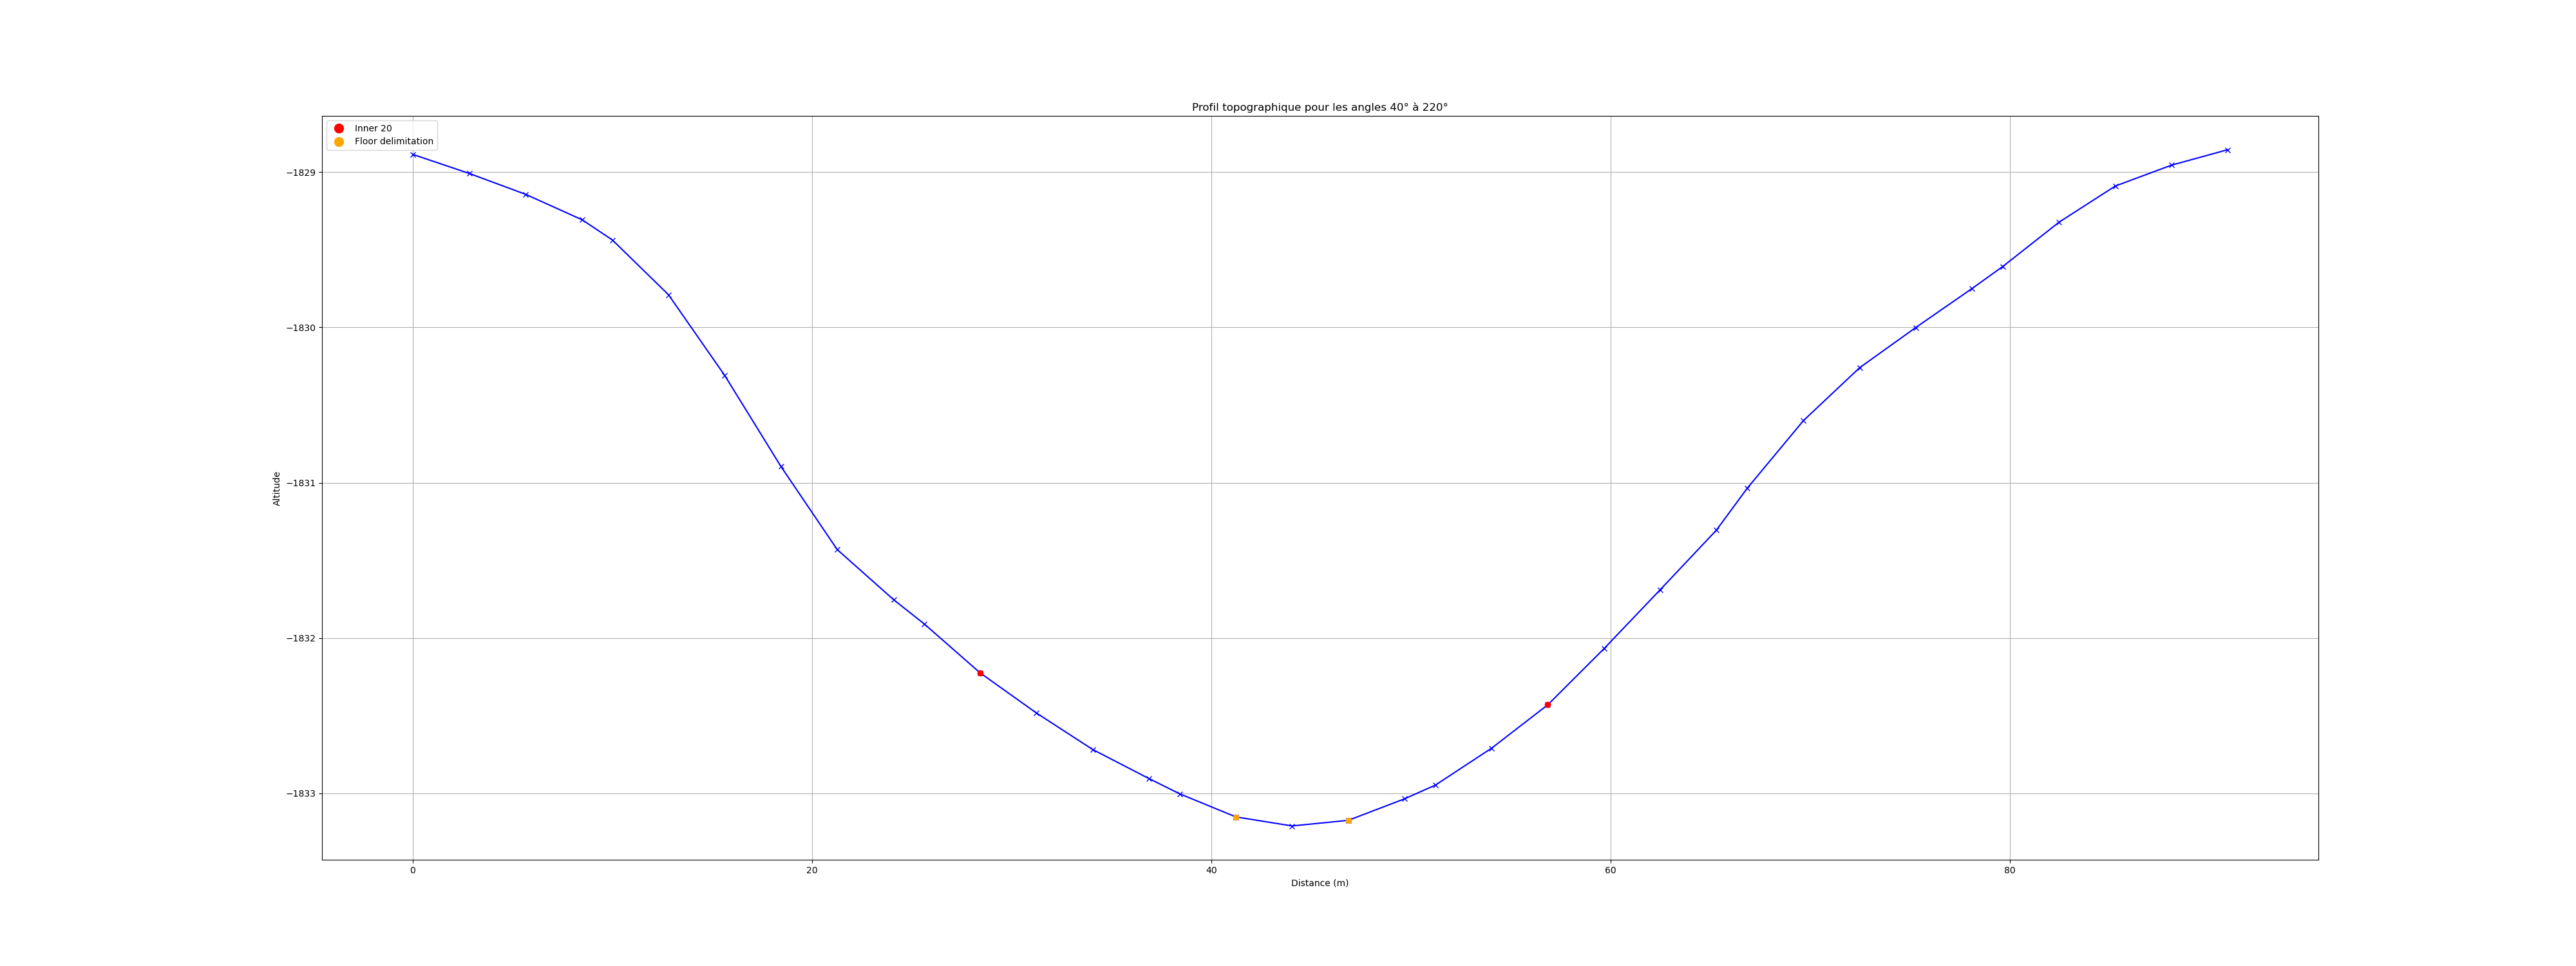 Profil topographique pour les angles 40° à 220°
Inner 20
Floor delimitation
−1829
−1830
−1831
−1832
−1833
Altitude
0
20
40
60
80
Distance (m)